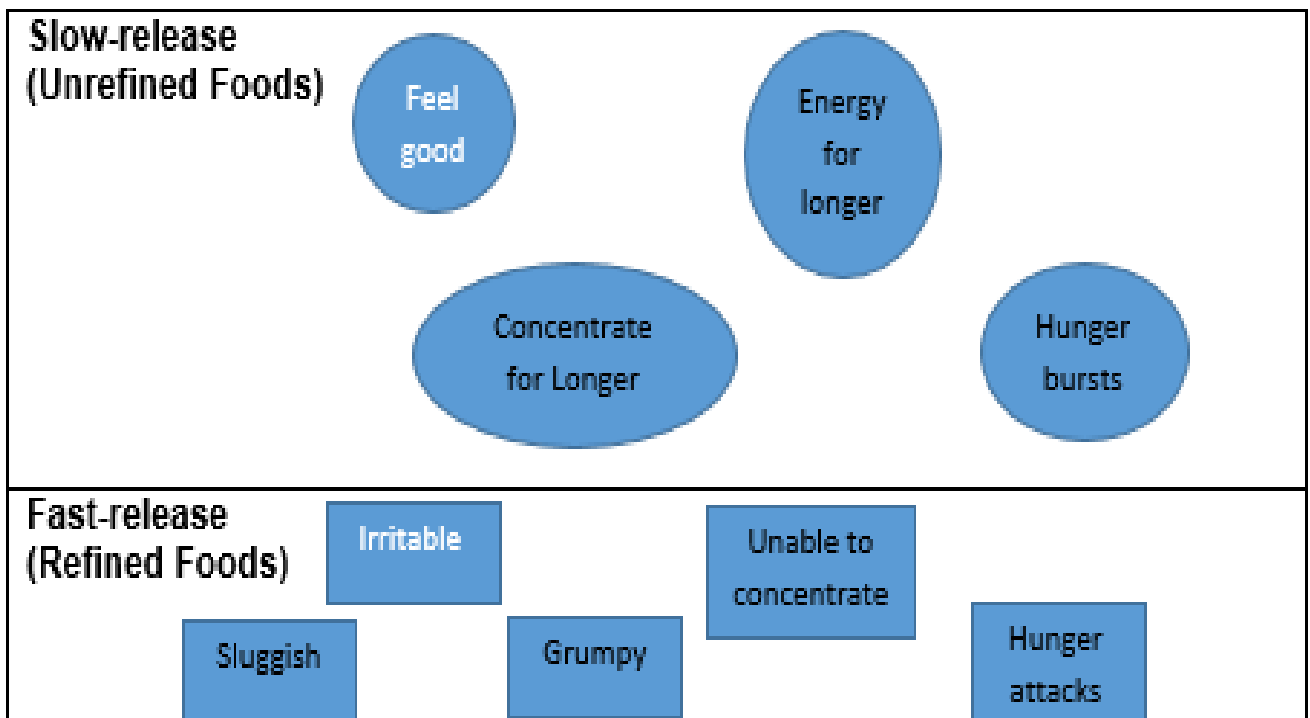 Slow-release
(Unrefined Foods)
Feel
good
Energy
for
longer
Concentrate
for Longer
Hunger
bursts
Fast-release
(Refined Foods)
Irritable
Unable to
concentrate
Sluggish
Grumpy
Hunger
attacks